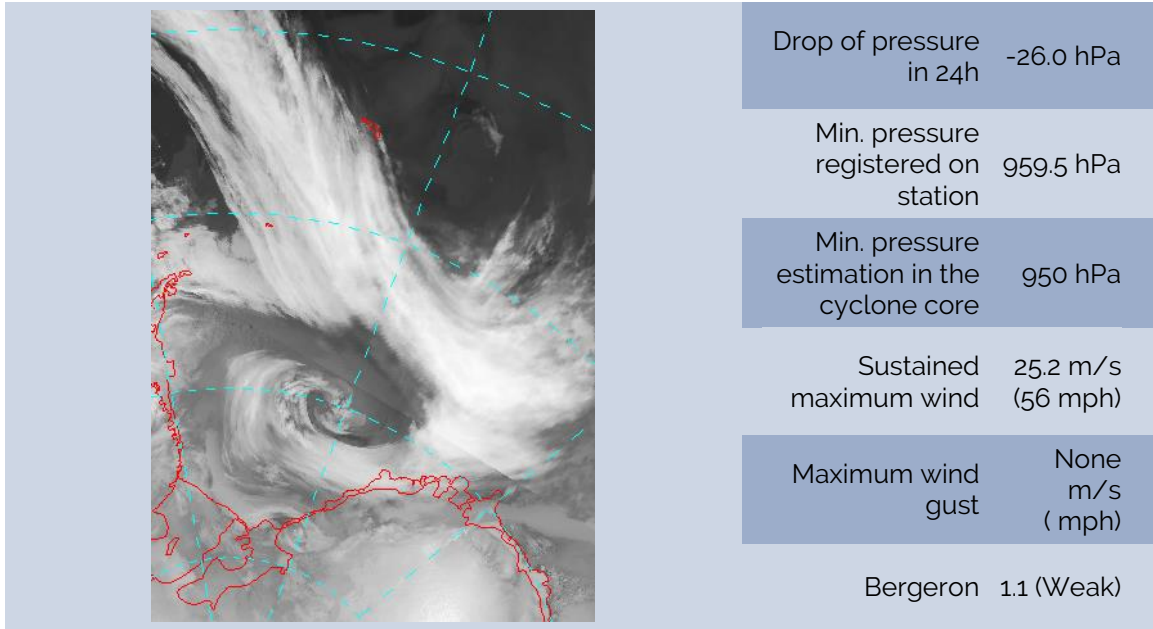 Drop of pressure
in 24h
-26.0 hPa
Min. pressure
registered on
station
959.5 hPa
Min. pressure
estimation in the
cyclone core
950 hPa
Sustained
maximum wind
25.2 m/s
(56 mph)
Maximum wind
gust
None
m/s
( mph)
Bergeron
1.1 (Weak)